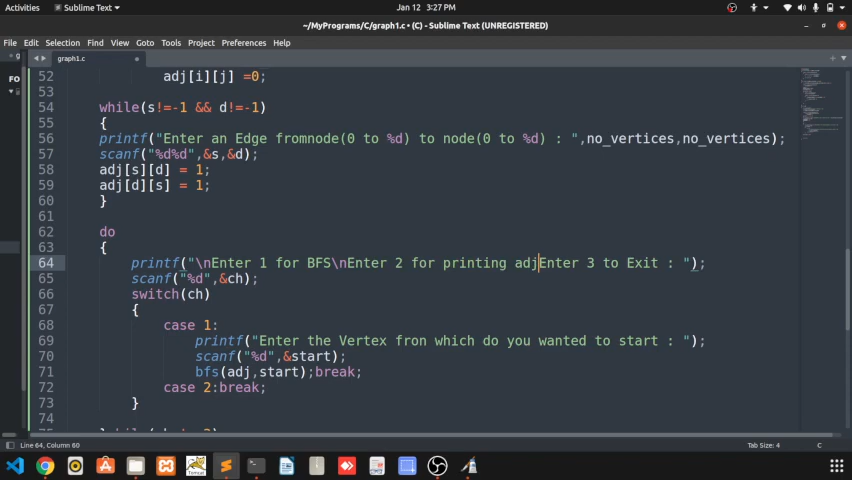 Activities Sublime Text Jan 12 3:27 PM
~/MyPrograms/C/graph1.c • (C) - Sublime Text (UNREGISTERED)
File Edit Selection Find View Goto Tools Project Preferences Help
graph1.c
FO
52 adj[i][j] =0;
53
54 while(s!=-1 && d!=-1)
55 {
56 printf("Enter an Edge fromnode(0 to %d) to node(0 to %d) : ",no_vertices,no_vertices);
57 scanf("%d%d",&s,&d);
58 adj[s][d] = 1;
59 adj[d][s] = 1;
60 }
61
62 do
63 {
64 printf("\nEnter 1 for BFS\nEnter 2 for printing adjEnter 3 to Exit : ");
65 scanf("%d",&ch);
66 switch(ch)
67 {
68 case 1:
69 printf("Enter the Vertex fron which do you wanted to start : ");
70 scanf("%d",&start);
71 bfs(adj,start);break;
72 case 2:break;
73 }
74
Line 64, Column 60 Tab Size: 4 C